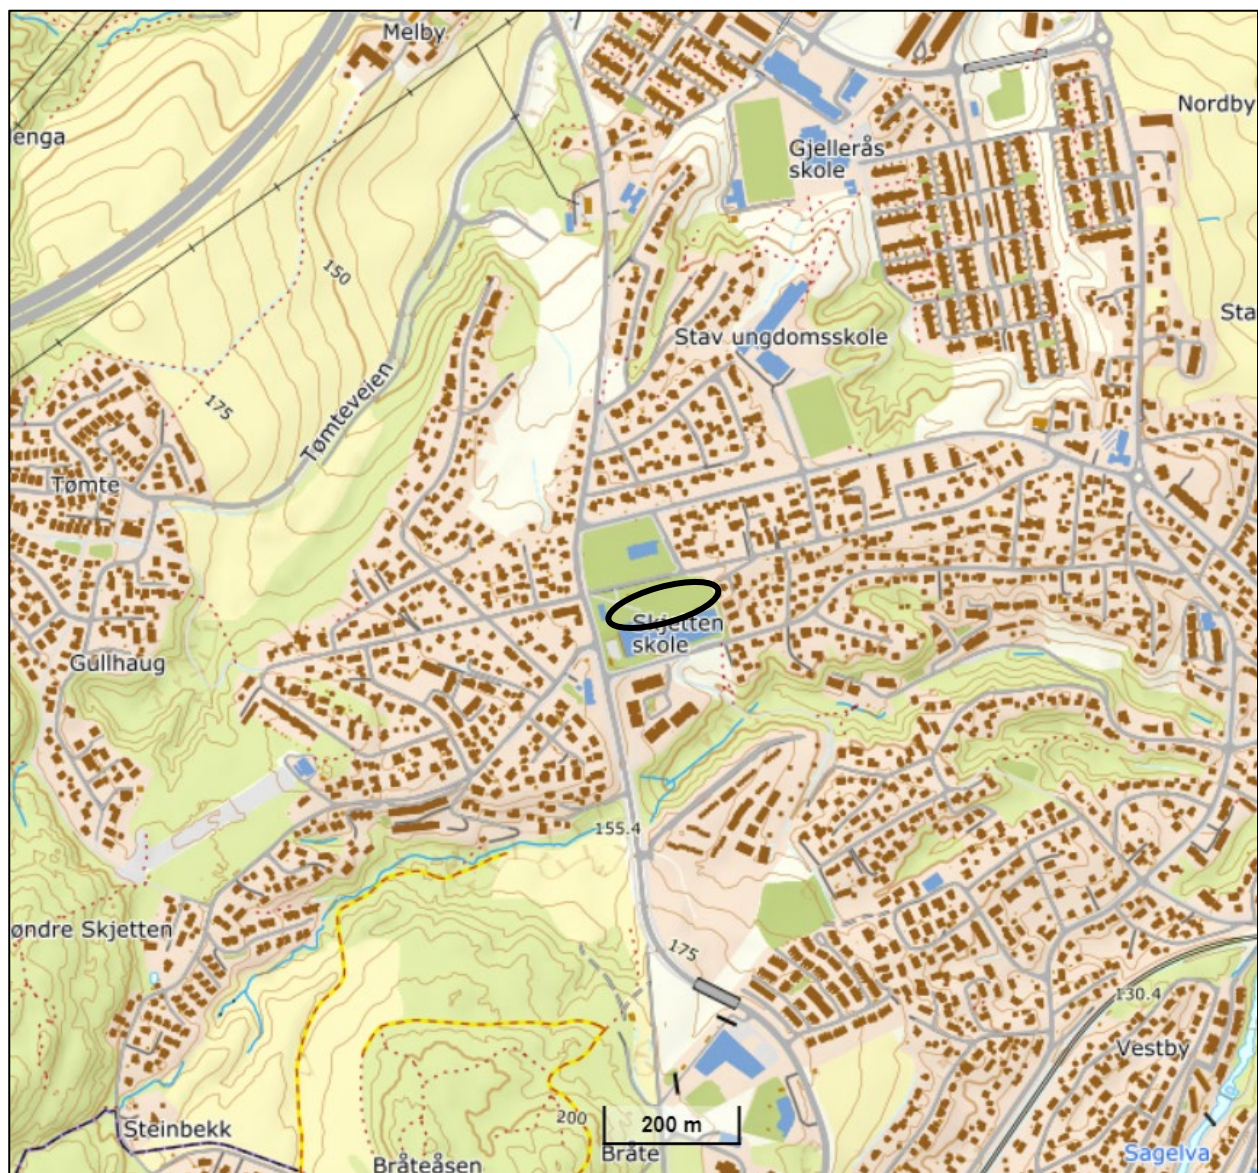 Melby
Nordby
enga
Gjellerås
skole
150
Sta
Stav ungdomsskole
175
Tømteveien
Tømte
Skjetten
skole
Gullhaug
155.4
øndre Skjetten
175
130.4
Vestby
200
200 m
Steinbekk
Bråte
Sagelva
Bråteåsen